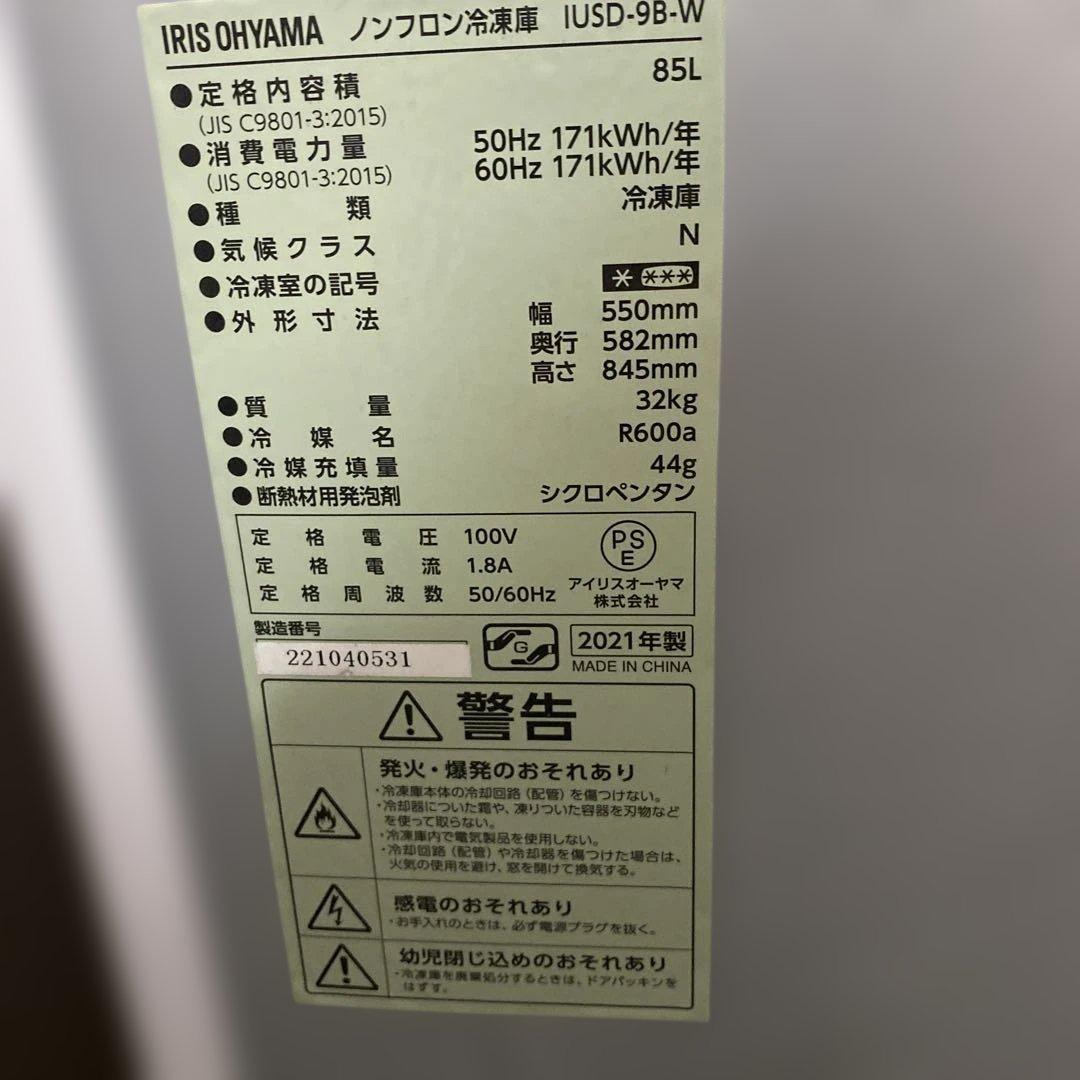 IRIS OHYAMA ノンフロン冷凍庫 IUSD-9B-W
●定格内容積 85L
(JIS C9801-3:2015)
●消費電力量 50Hz 171kWh/年
(JIS C9801-3:2015) 60Hz 171kWh/年
●種類 冷凍庫
●気候クラス N
●冷凍室の記号 * ***
●外形寸法 幅 550mm
奥行 582mm
高さ 845mm
●質量 32kg
●冷媒名 R600a
●冷媒充填量 44g
●断熱材用発泡剤 シクロペンタン
定格電圧 100V
定格電流 1.8A
定格周波数 50/60Hz
PS
E
アイリスオーヤマ
株式会社
製造番号
221040531
G
2021年製
MADE IN CHINA
警告
発火・爆発のおそれあり
・冷凍庫本体の冷却回路(配管)を傷つけない。
・冷却器についた霜や、凍りついた容器を刃物など
を使って取らない。
・冷凍庫内で電気製品を使用しない。
・冷却回路(配管)や冷却器を傷つけた場合は、
火気の使用を避け、窓を開けて換気する。
感電のおそれあり
・お手入れのときは、必ず電源プラグを抜く。
幼児閉じ込めのおそれあり
・冷凍庫を廃棄処分するときは、ドアパッキンを
はずす。